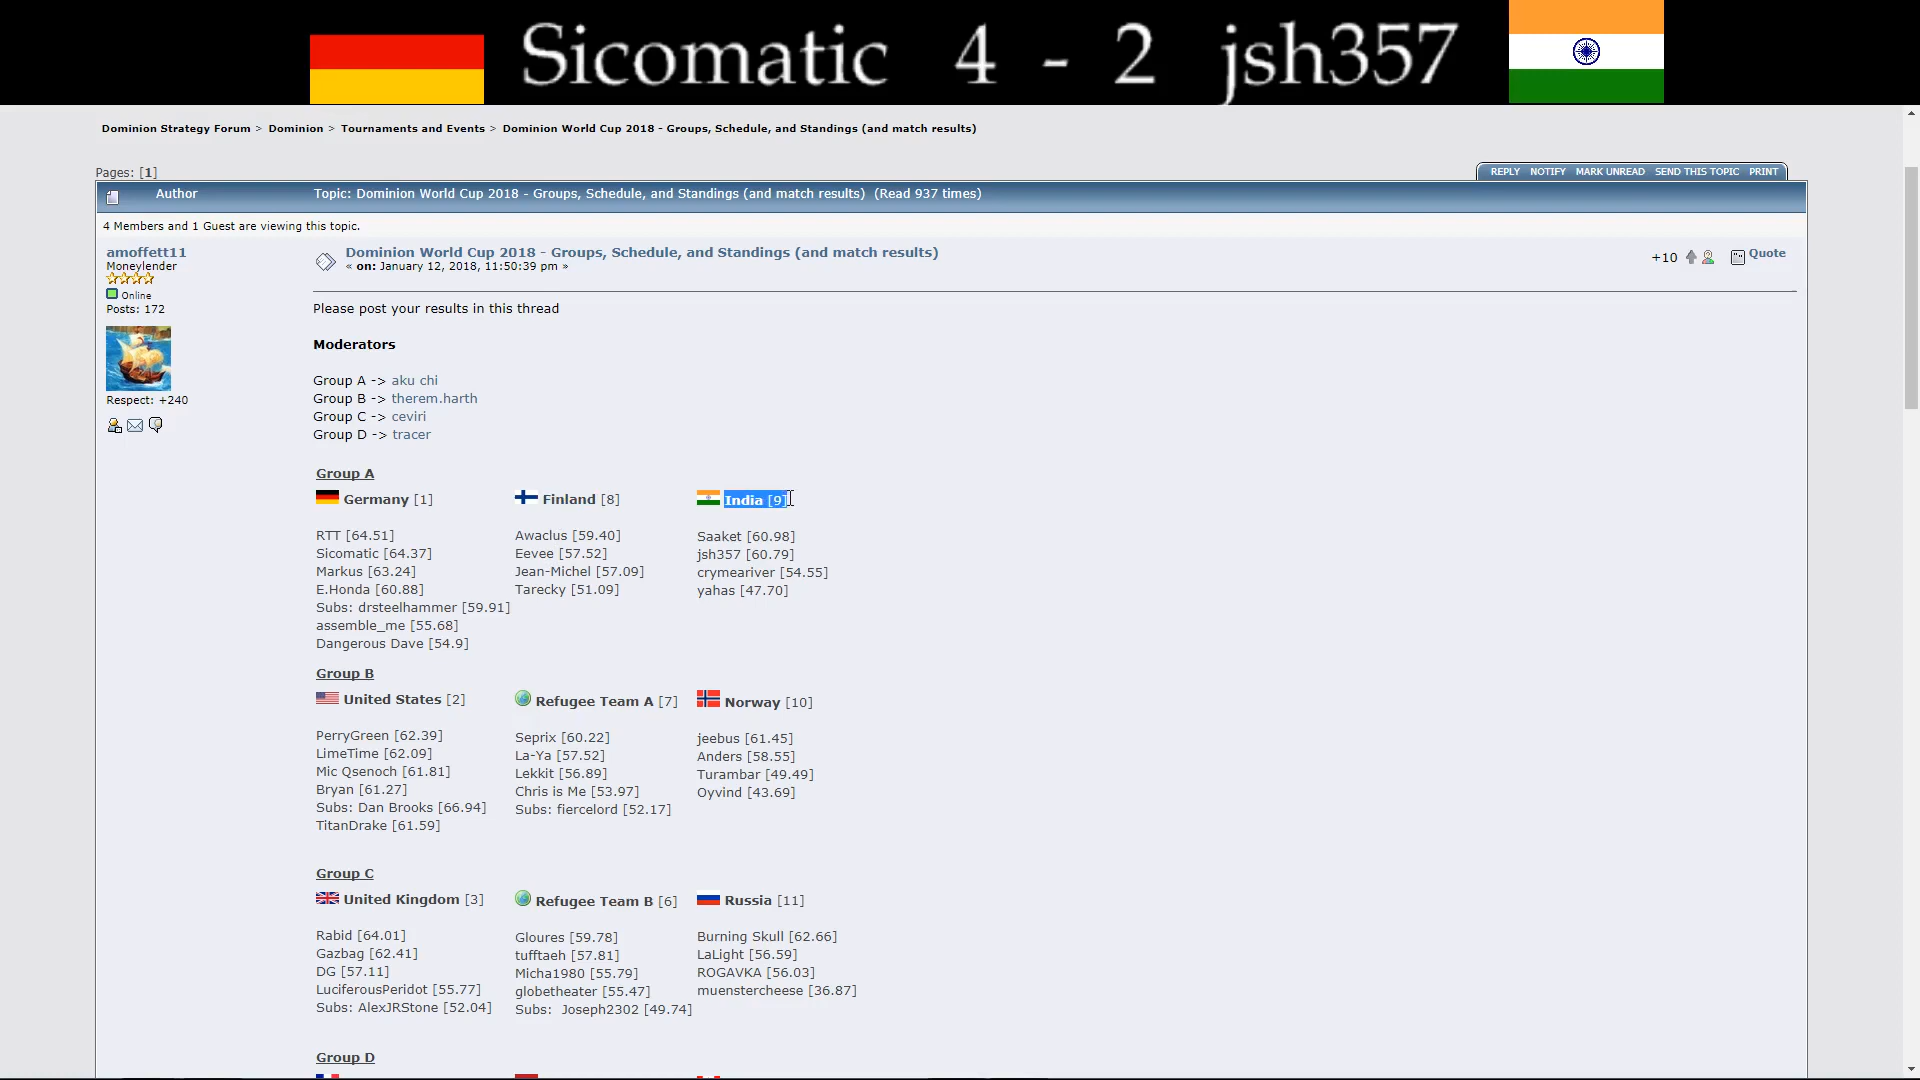 Sicomatic 4 - 2 jsh357
Dominion Strategy Forum > Dominion > Tournaments and Events > Dominion World Cup 2018 - Groups, Schedule, and Standings (and match results)
Pages: [1]
REPLY NOTIFY MARK UNREAD SEND THIS TOPIC PRINT
Author Topic: Dominion World Cup 2018 - Groups, Schedule, and Standings (and match results) (Read 937 times)
4 Members and 1 Guest are viewing this topic.
amoffett11
Moneylender
Online
Posts: 172
Respect: +240
Dominion World Cup 2018 - Groups, Schedule, and Standings (and match results)
« on: January 12, 2018, 11:50:39 pm »
+10 Quote
Please post your results in this thread
Moderators
Group A -> aku chi
Group B -> therem.harth
Group C -> ceviri
Group D -> tracer
Group A
Germany [1] Finland [8] India [9]
RTT [64.51] Awaclus [59.40] Saaket [60.98]
Sicomatic [64.37] Eevee [57.52] jsh357 [60.79]
Markus [63.24] Jean-Michel [57.09] crymeariver [54.55]
E.Honda [60.88] Tarecky [51.09] yahas [47.70]
Subs: drsteelhammer [59.91]
assemble_me [55.68]
Dangerous Dave [54.9]
Group B
United States [2] Refugee Team A [7] Norway [10]
PerryGreen [62.39] Seprix [60.22] jeebus [61.45]
LimeTime [62.09] La-Ya [57.52] Anders [58.55]
Mic Qsenoch [61.81] Lekkit [56.89] Turambar [49.49]
Bryan [61.27] Chris is Me [53.97] Oyvind [43.69]
Subs: Dan Brooks [66.94] Subs: fiercelord [52.17]
TitanDrake [61.59]
Group C
United Kingdom [3] Refugee Team B [6] Russia [11]
Rabid [64.01] Gloures [59.78] Burning Skull [62.66]
Gazbag [62.41] tufftaeh [57.81] LaLight [56.59]
DG [57.11] Micha1980 [55.79] ROGAVKA [56.03]
LuciferousPeridot [55.77] globetheater [55.47] muenstercheese [36.87]
Subs: AlexJRStone [52.04] Subs: Joseph2302 [49.74]
Group D